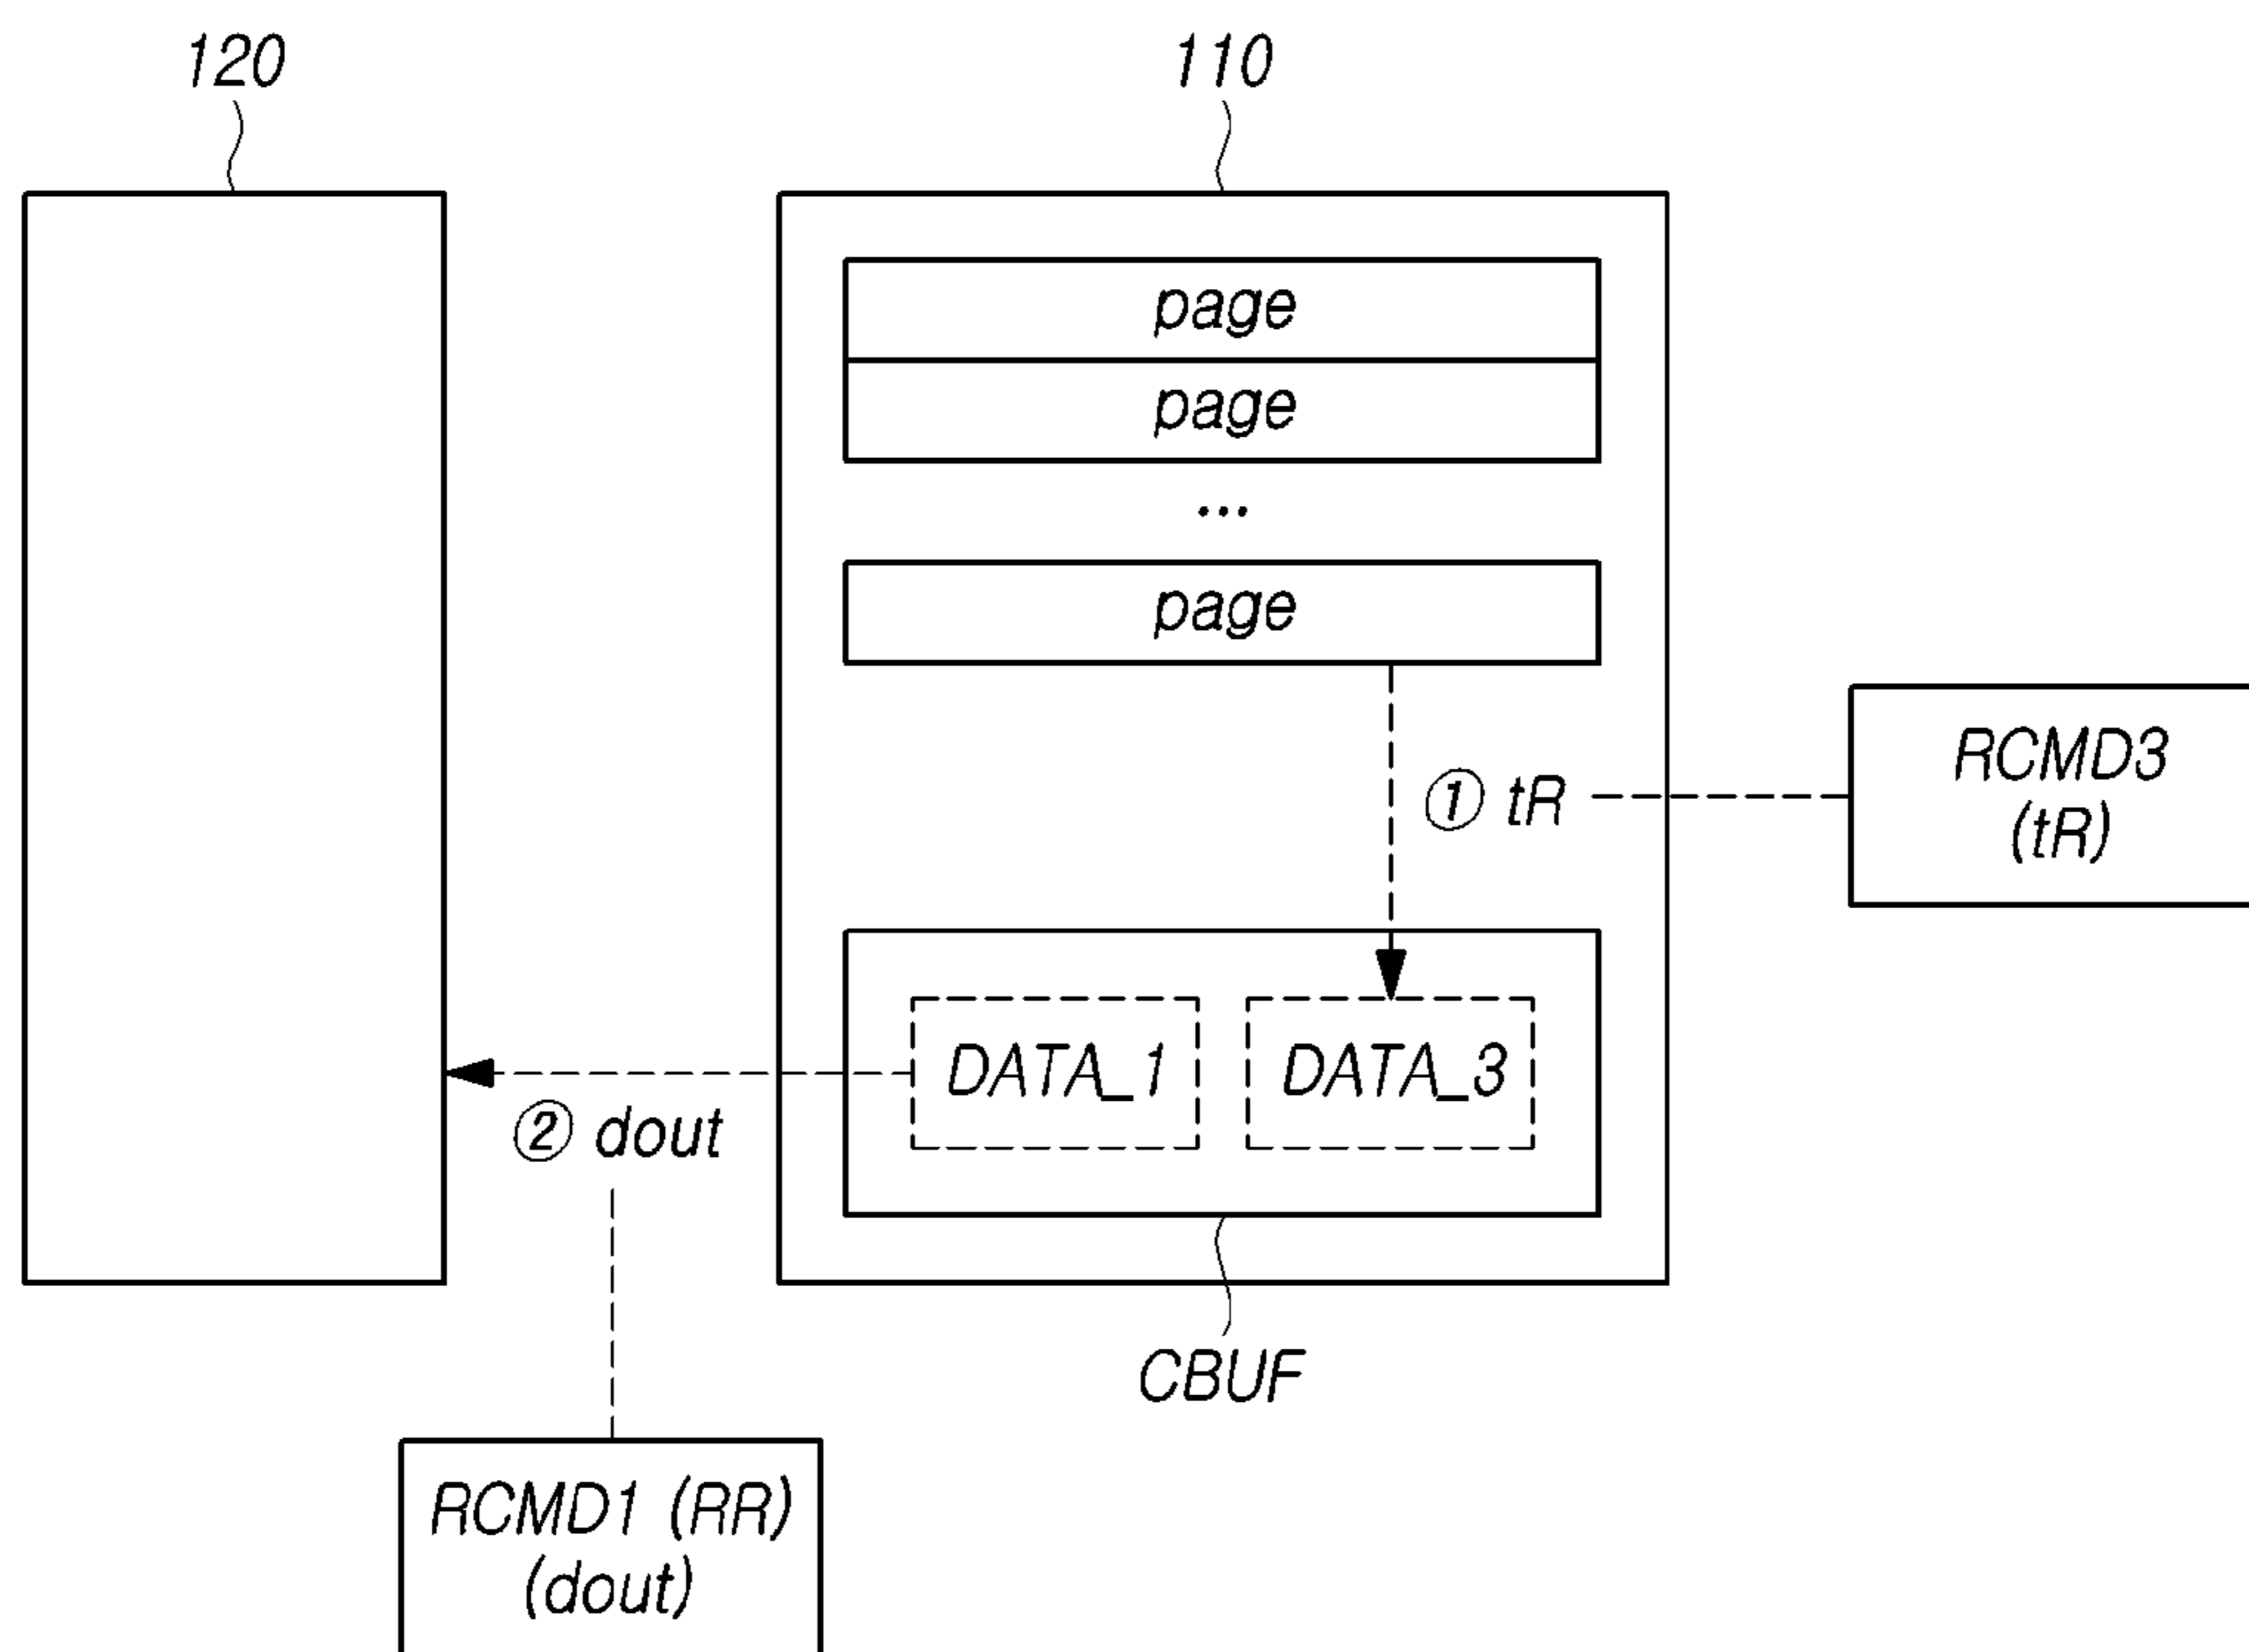 120
110
page
page
...
page
① tR
RCMD3
(tR)
DATA_1
DATA_3
② dout
CBUF
RCMD1 (RR)
(dout)